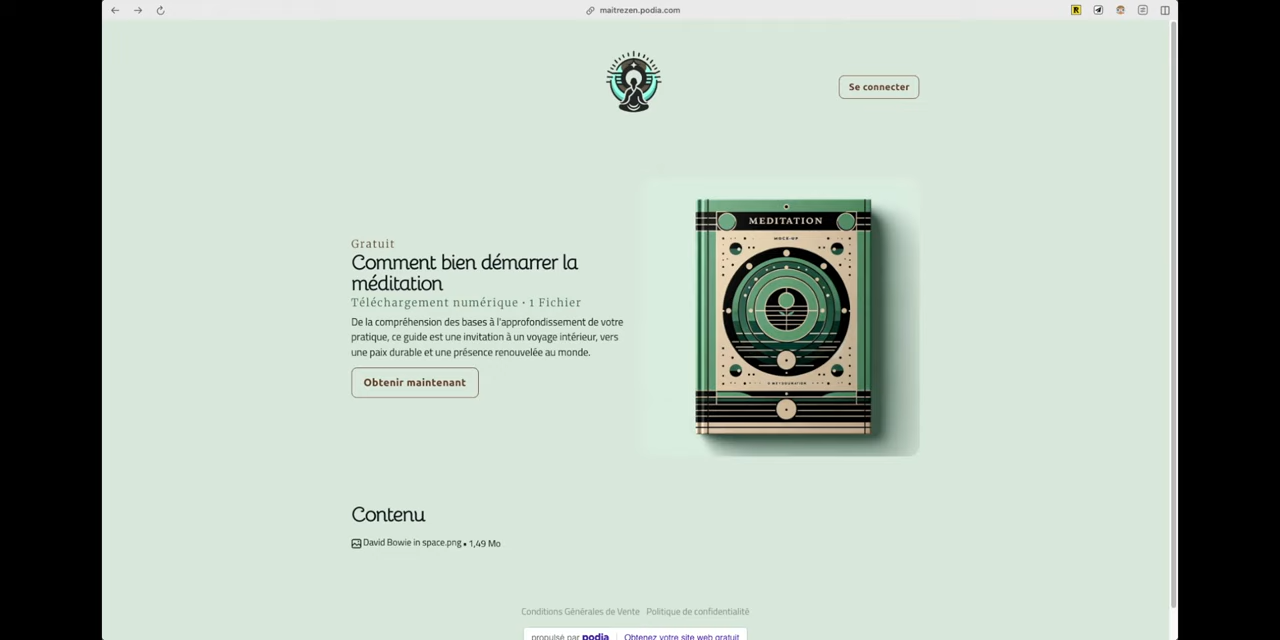 maitrezen.podia.com
R
Se connecter
Gratuit
Comment bien démarrer la
méditation
Téléchargement numérique • 1 Fichier
De la compréhension des bases à l'approfondissement de votre
pratique, ce guide est une invitation à un voyage intérieur, vers
une paix durable et une présence renouvelée au monde.
Obtenir maintenant
MEDITATION
MOCE-UP
Contenu
David Bowie in space.png • 1,49 Mo
Conditions Générales de Vente Politique de confidentialité
propulsé par podia | Obtenez votre site web gratuit